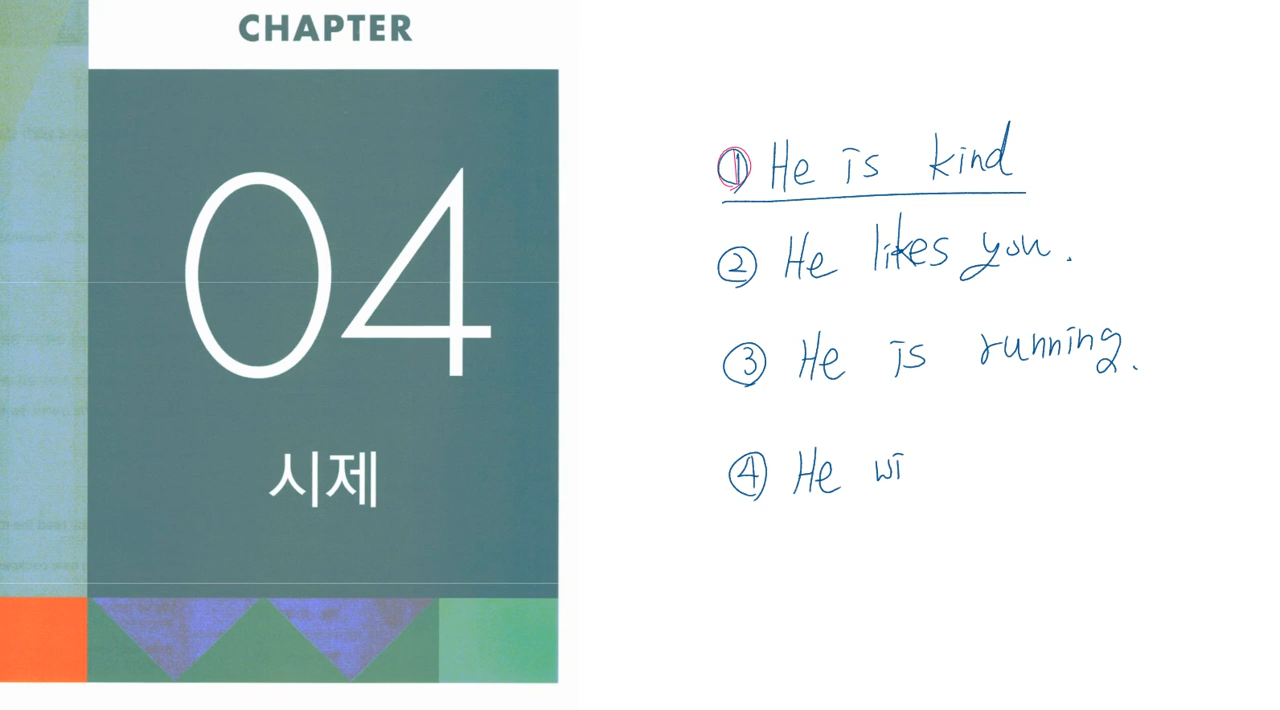 CHAPTER
04
시제
① He is kind
② He likes you.
③ He is running.
④ He wi